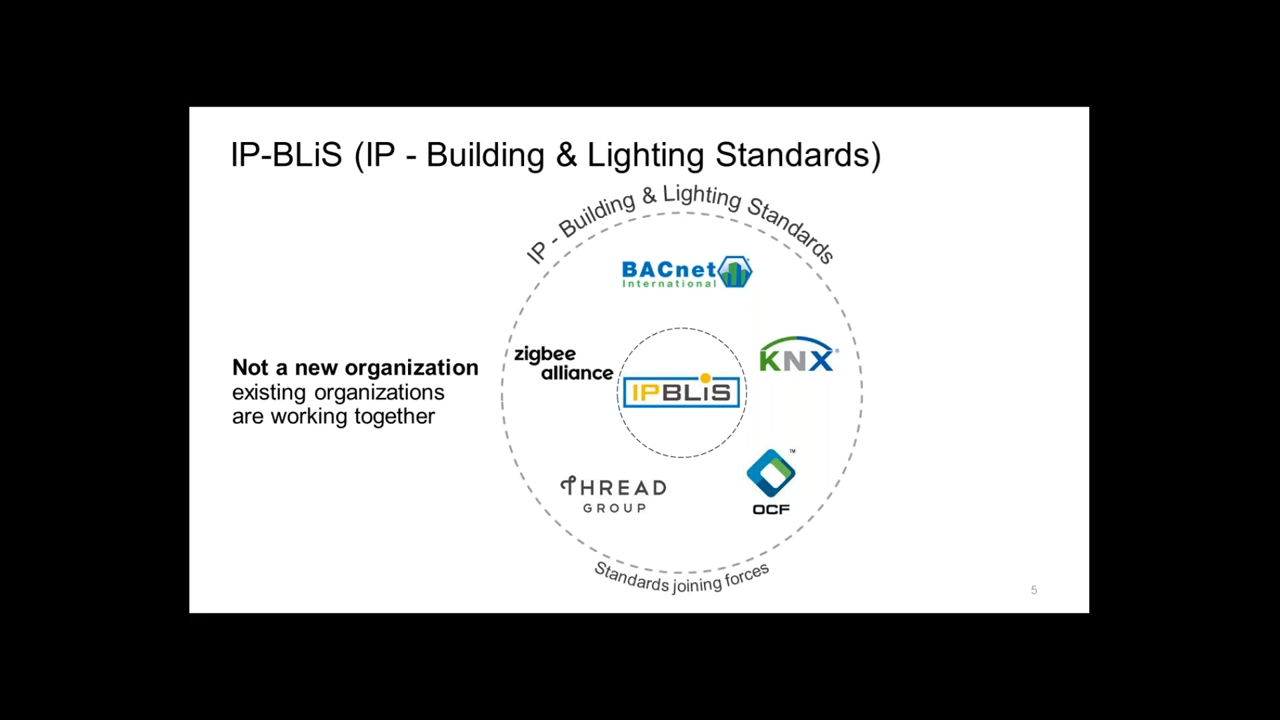 IP-BLiS (IP - Building & Lighting Standards)
IP - Building & Lighting Standards
BACnet
International
zigbee
alliance
KNX®
IPBLiS
Not a new organization
existing organizations
are working together
THREAD
GROUP
™
OCF
Standards joining forces
5